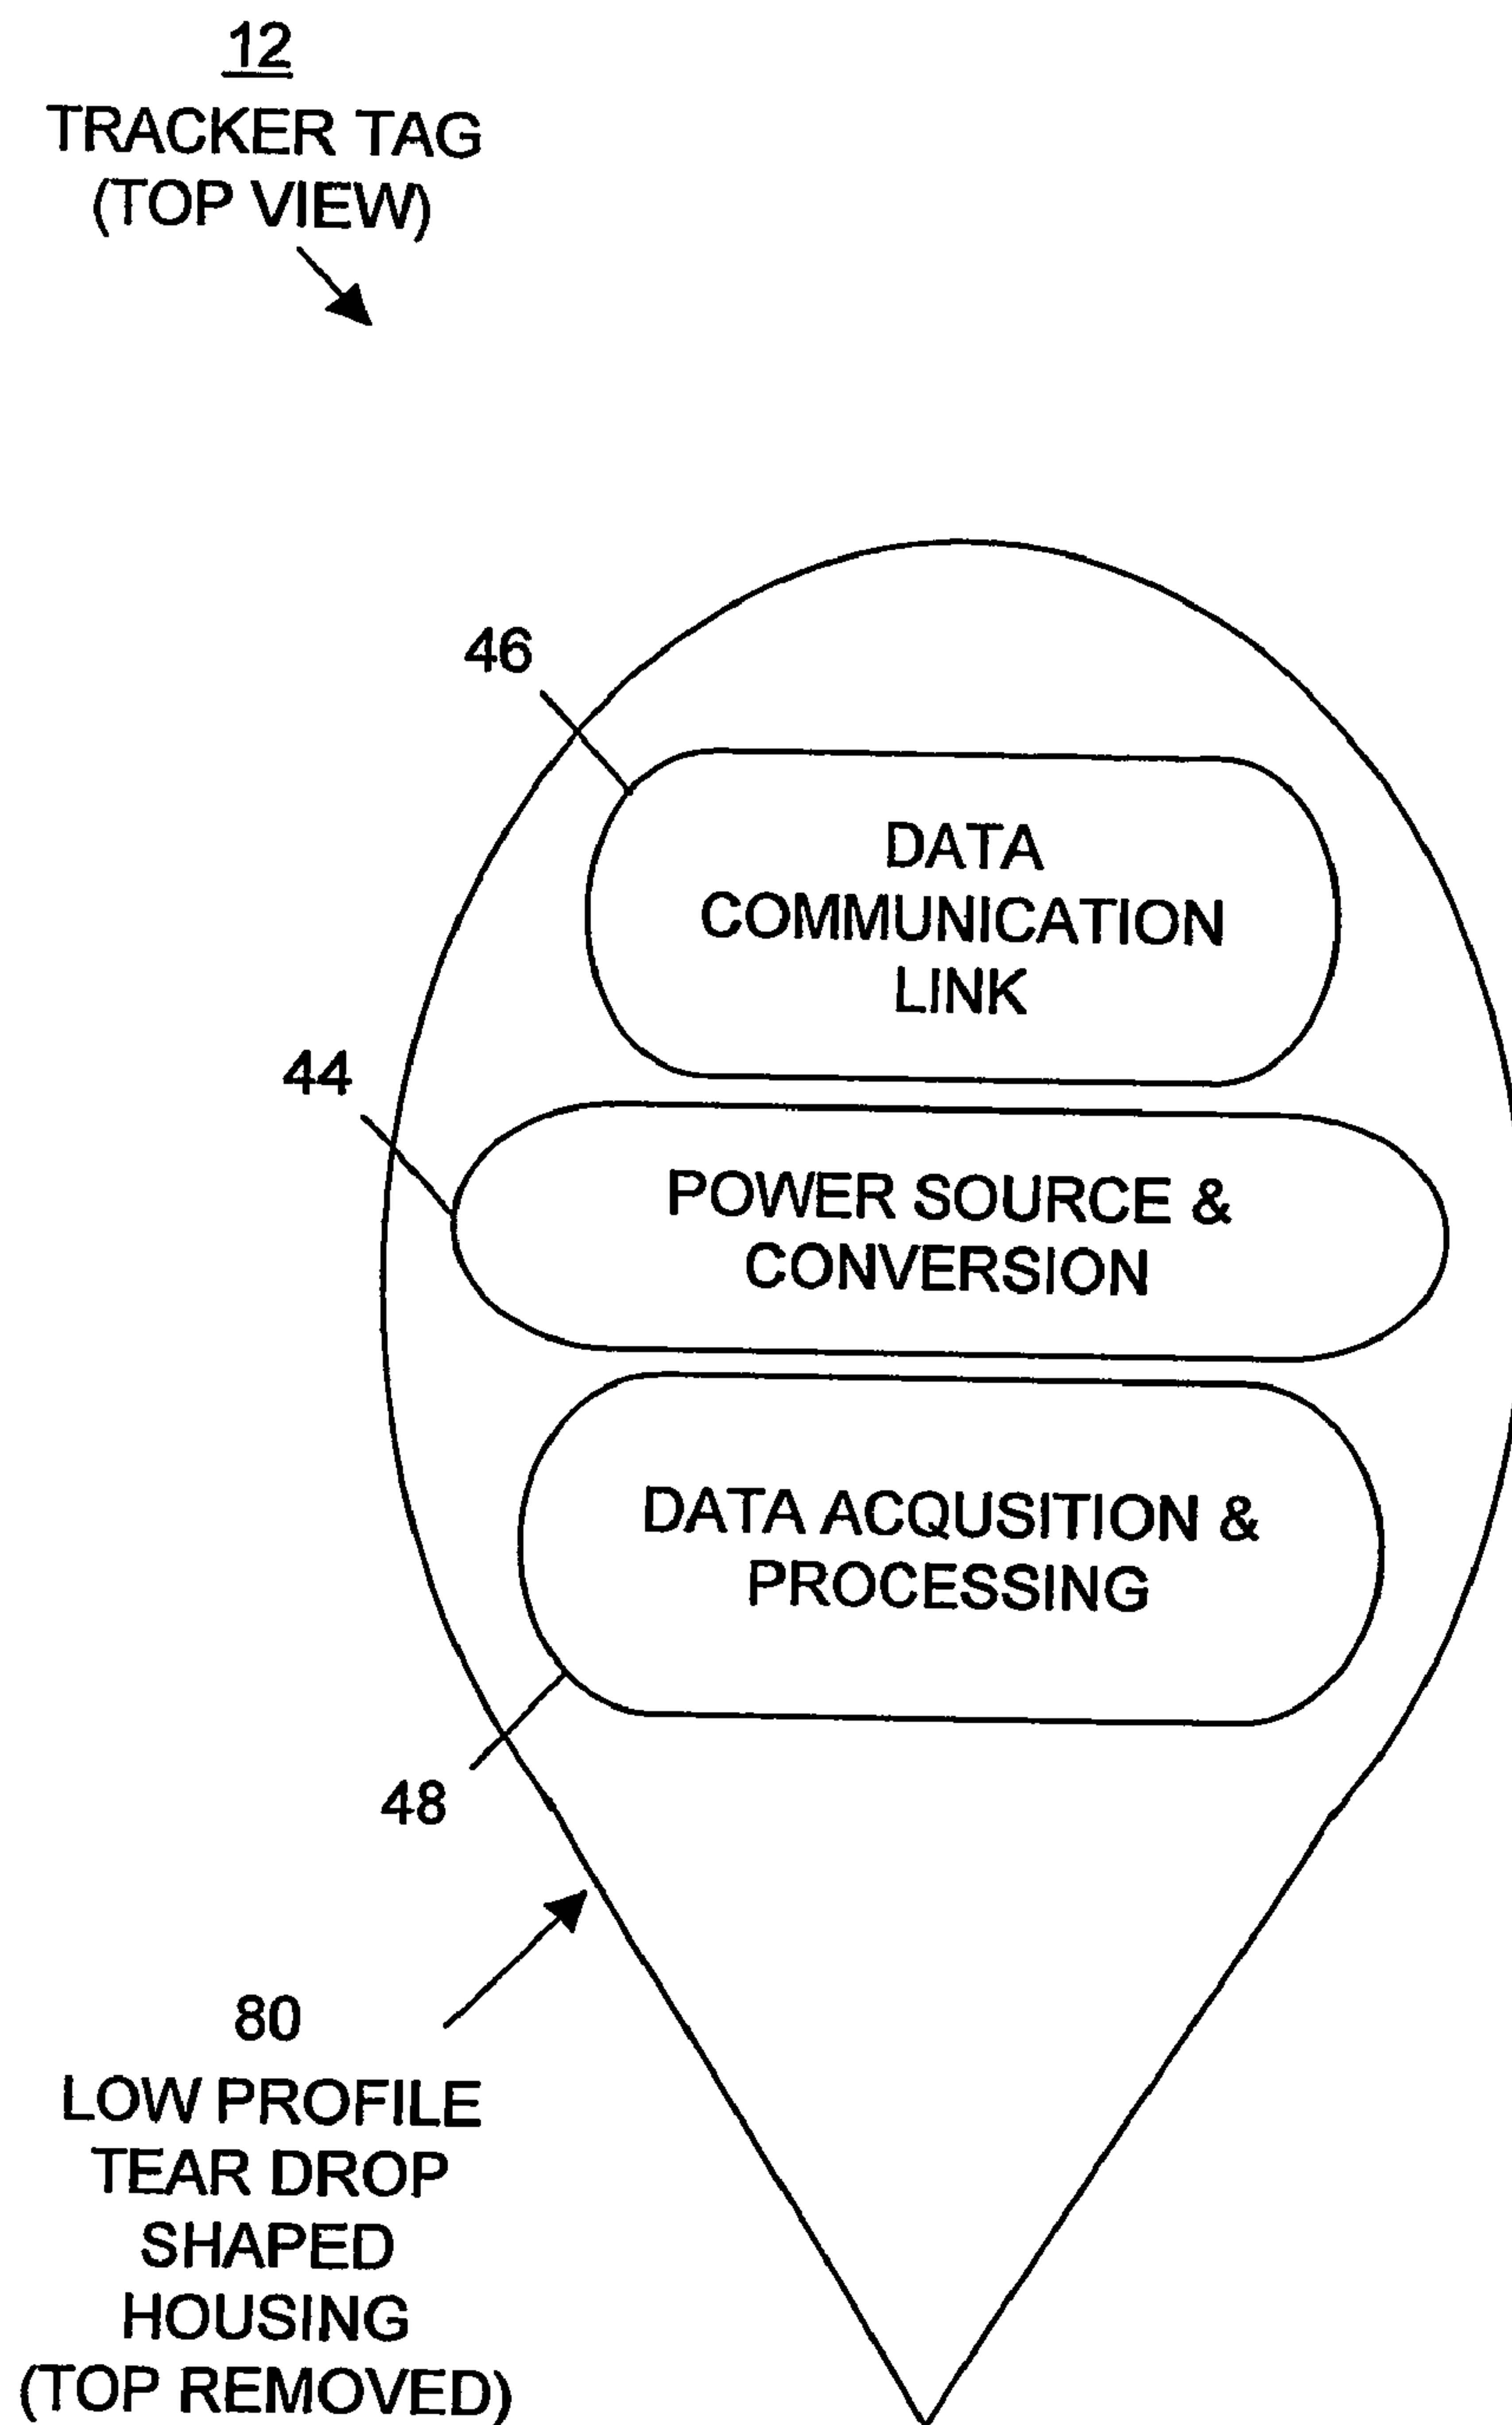 12
TRACKER TAG
(TOP VIEW)
46
DATA
COMMUNICATION
LINK
44
POWER SOURCE &
CONVERSION
DATA ACQUSITION &
PROCESSING
48
80
LOW PROFILE
TEAR DROP
SHAPED
HOUSING
(TOP REMOVED)